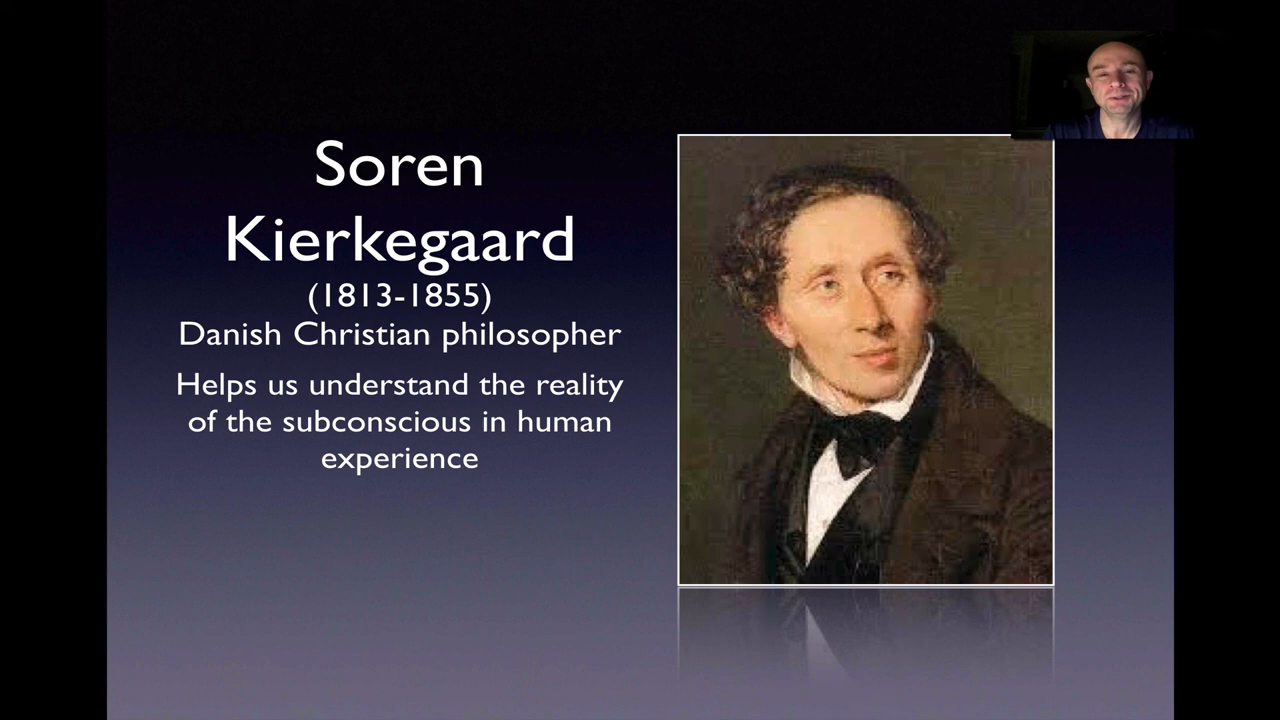 Soren
Kierkegaard
(1813-1855)
Danish Christian philosopher
Helps us understand the reality
of the subconscious in human
experience